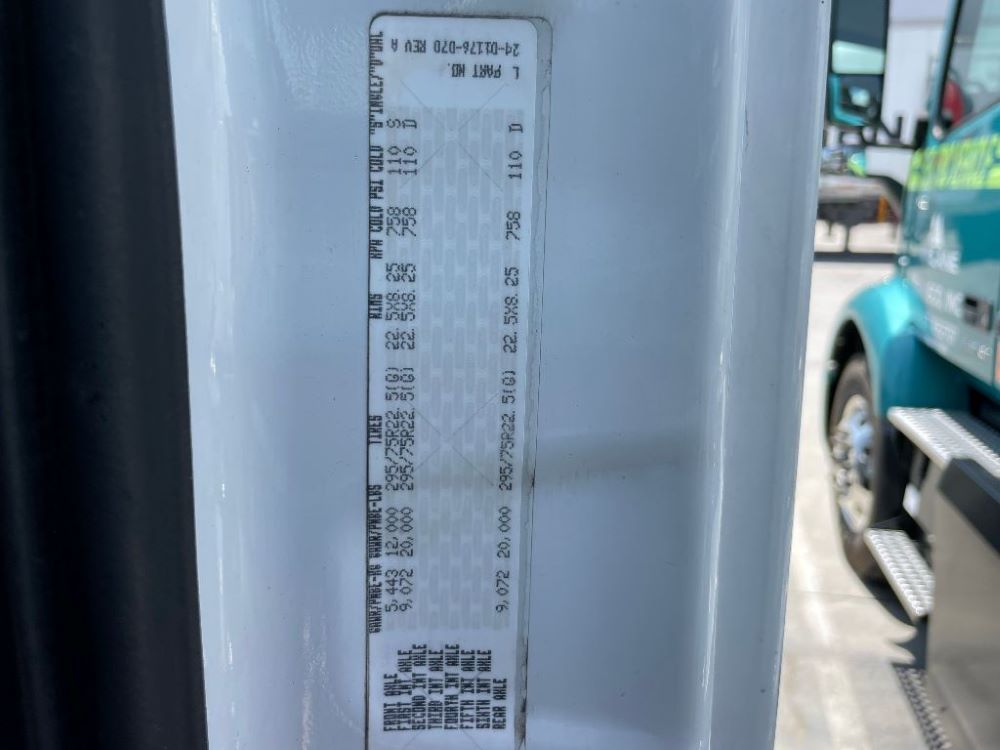 GAWR/PNBE-KG GAWR/PNBE-LBS TIRES RIMS KPA COLD PSI COLD "S"INGLE/"D"UAL
FRONT AXLE 5,443 12,000 295/75R22.5(G) 22.5X8.25 758 110 S
FIRST INT AXLE 9,072 20,000 295/75R22.5(G) 22.5X8.25 758 110 D
SECOND INT AXLE
THIRD INT AXLE
FOURTH INT AXLE
FIFTH INT AXLE
SIXTH INT AXLE
REAR AXLE 9,072 20,000 295/75R22.5(G) 22.5X8.25 758 110 D
L PART NO.
24-01176-070 REV A